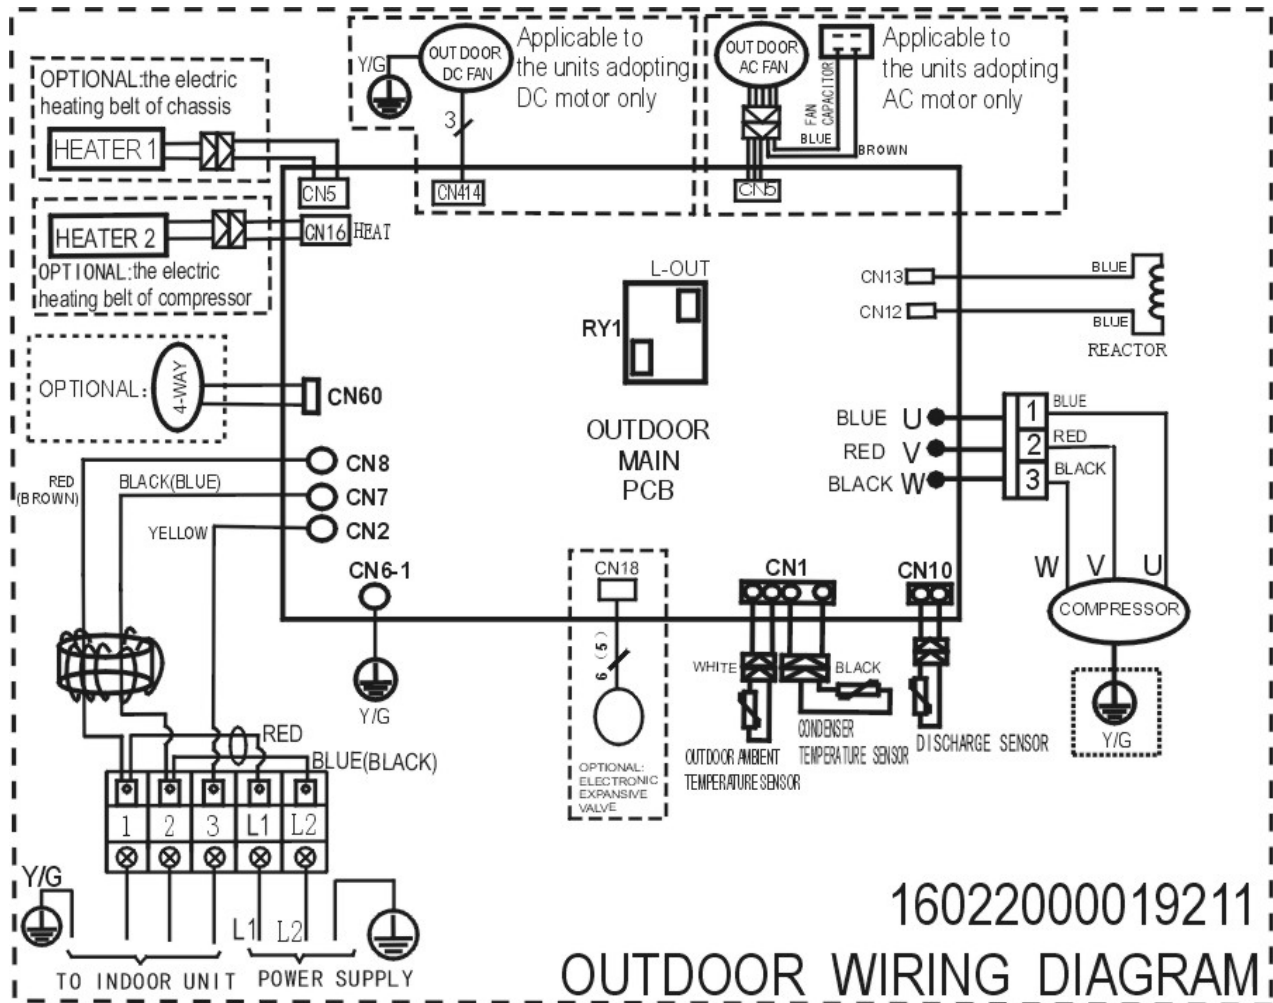 OPTIONAL:the electric
heating belt of chassis
HEATER 1
CN5
HEATER 2
CN16 HEAT
OPTIONAL:the electric
heating belt of compressor
Y/G
OUTDOOR
DC FAN
3
CN414
Applicable to
the units adopting
DC motor only
OUTDOOR
AC FAN
FAN
CAPACITOR
BLUE
BROWN
CN5
Applicable to
the units adopting
AC motor only
L-OUT
RY1
CN13
BLUE
CN12
BLUE
REACTOR
OPTIONAL:
4-WAY
CN60
OUTDOOR
MAIN
PCB
BLUE U
RED V
BLACK W
1 BLUE
2 RED
3 BLACK
W V U
COMPRESSOR
Y/G
CN8
CN7
CN2
RED
(BROWN)
BLACK(BLUE)
YELLOW
CN6-1
Y/G
CN18
6 (5)
OPTIONAL:
ELECTRONIC
EXPANSIVE
VALVE
CN1
WHITE
BLACK
OUTDOOR AMBIENT
TEMPERATURE SENSOR
CONDENSER
TEMPERATURE SENSOR
CN10
DISCHARGE SENSOR
RED
BLUE(BLACK)
1 2 3 L1 L2
Y/G
L1 L2
TO INDOOR UNIT
POWER SUPPLY
16022000019211
OUTDOOR WIRING DIAGRAM